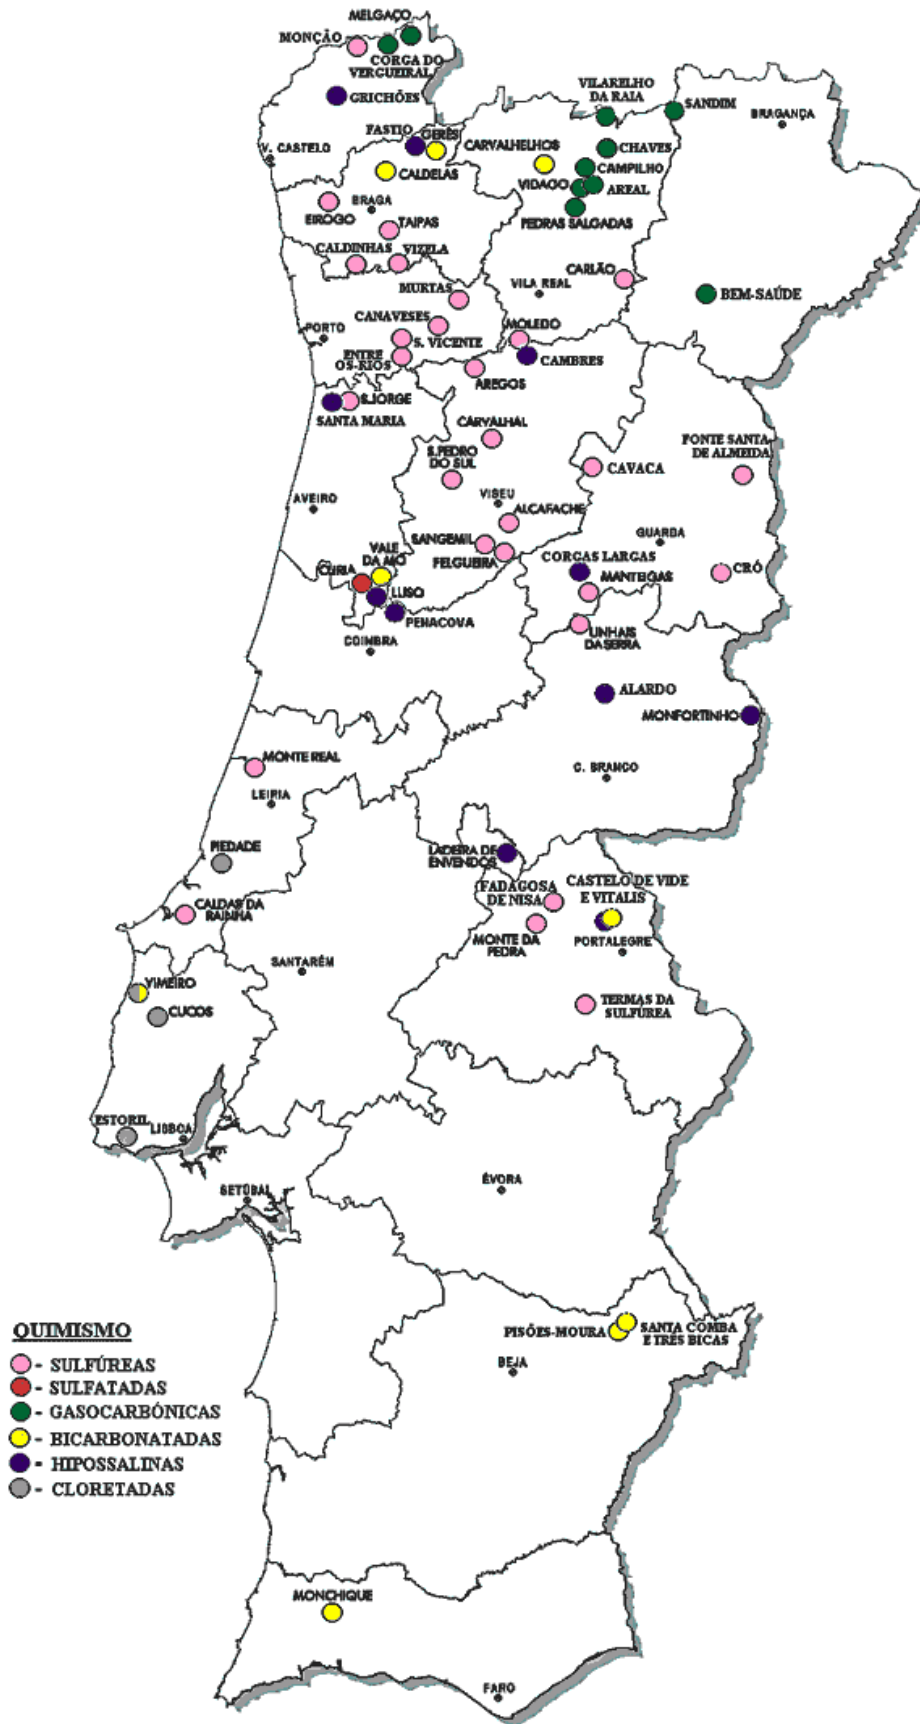 MELGAÇO
MONÇÃO
CORGA DO
VERGUEIRAL
GRICHÕES
VILARELHO
DA RAIA
SANDIM
BRAGANÇA
FASTIO
GERÊS
CARVALHELHOS
CHAVES
V. CASTELO
CALDELAS
CAMPILHO
VIDAGO
AREAL
BRAGA
EIROGO
PEDRAS SALGADAS
TAIPAS
CALDINHAS
VIZELA
CARLÃO
MURTAS
VILA REAL
BEM-SAÚDE
CANAVESES
PORTO
S. VICENTE
MOLEDO
ENTRE
OS-RIOS
CAMBRES
AREGOS
S.JORGE
SANTA MARIA
CARVALHAL
FONTE SANTA
DE ALMEIDA
S.PEDRO
DO SUL
CAVACA
VISEU
AVEIRO
ALCAFACHE
SANGEMIL
GUARDA
FELGUEIRA
VALE
DA MÓ
CORGAS LARGAS
CURIA
MANTEIGAS
CRÓ
LUSO
PENACOVA
UNHAIS
DA SERRA
COIMBRA
ALARDO
MONFORTINHO
MONTE REAL
C. BRANCO
LEIRIA
PIEDADE
LADEIRA DE
ENVENDOS
FADAGOSA
DE NISA
CASTELO DE VIDE
E VITALIS
CALDAS DA
RAINHA
MONTE DA
PEDRA
PORTALEGRE
SANTARÉM
VIMEIRO
CUCOS
TERMAS DA
SULFÚREA
ESTORIL
LISBOA
ÉVORA
SETÚBAL
QUIMISMO
PISÕES-MOURA
SANTA COMBA
E TRÊS BICAS
BEJA
- SULFÚREAS
- SULFATADAS
- GASOCARBÓNICAS
- BICARBONATADAS
- HIPOSSALINAS
- CLORETADAS
MONCHIQUE
FARO